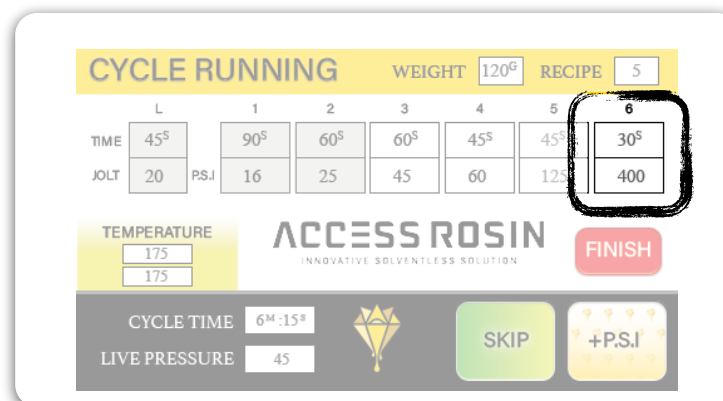 CYCLE RUNNING WEIGHT 120G RECIPE 5
L 1 2 3 4 5 6
TIME 45S 90S 60S 60S 45S 45S 30S
JOLT 20 P.S.I 16 25 45 60 125 400
TEMPERATURE
175
175
ACCESS ROSIN
INNOVATIVE SOLVENTLESS SOLUTION
FINISH
CYCLE TIME 6M:15S
LIVE PRESSURE 45
SKIP
+P.S.I